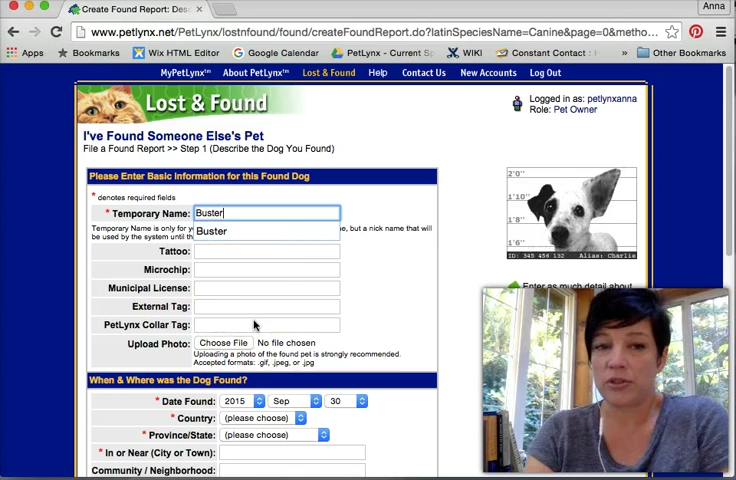 Create Found Report: Des
Anna
www.petlynx.net/PetLynx/lostnfound/found/createFoundReport.do?latinSpeciesName=Canine&page=0&metho...
Apps
Bookmarks
Wix HTML Editor
Google Calendar
PetLynx - Current Sp
WIKI
Constant Contact : H
Other Bookmarks
MyPetLynx™ About PetLynx™ Lost & Found Help Contact Us New Accounts Log Out
Lost & Found
Logged in as: petlynxanna
Role: Pet Owner
I've Found Someone Else's Pet
File a Found Report >> Step 1 (Describe the Dog You Found)
Please Enter Basic Information for this Found Dog
* denotes required fields
* Temporary Name: Buster
Temporary Name is only for yo
name, but a nick name that will
be used by the system until th
Buster
Tattoo:
Microchip:
Municipal License:
External Tag:
PetLynx Collar Tag:
Upload Photo: Choose File No file chosen
Uploading a photo of the found pet is strongly recommended.
Accepted formats: .gif, .jpeg, or .jpg
2'0"
1'10"
1'8"
1'6"
ID: 345 456 132 Alias: Charlie
Enter as much detail about
When & Where was the Dog Found?
* Date Found: 2015 Sep 30
* Country: (please choose)
* Province/State: (please choose)
* In or Near (City or Town):
Community / Neighborhood: